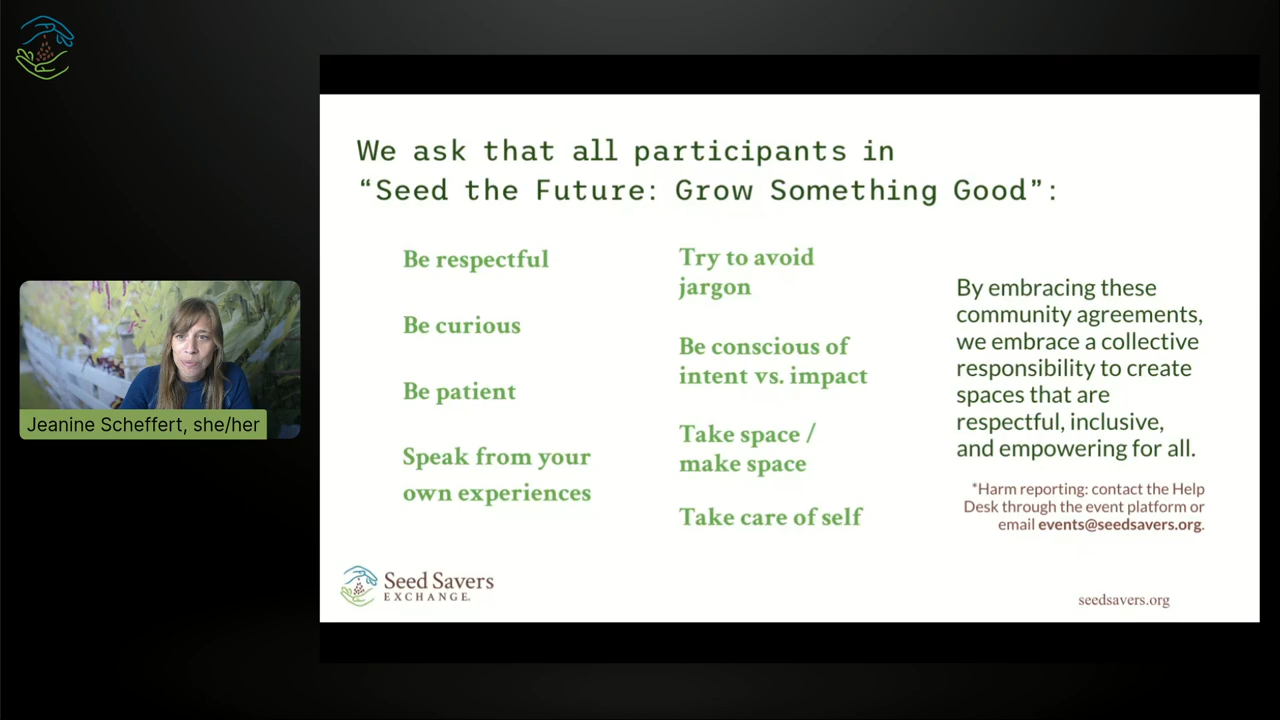 We ask that all participants in
“Seed the Future: Grow Something Good”:
Be respectful
Be curious
Be patient
Speak from your
own experiences
Try to avoid
jargon
Be conscious of
intent vs. impact
Take space /
make space
Take care of self
By embracing these
community agreements,
we embrace a collective
responsibility to create
spaces that are
respectful, inclusive,
and empowering for all.
*Harm reporting: contact the Help
Desk through the event platform or
email events@seedsavers.org.
Seed Savers
EXCHANGE
seedsavers.org
Jeanine Scheffert, she/her